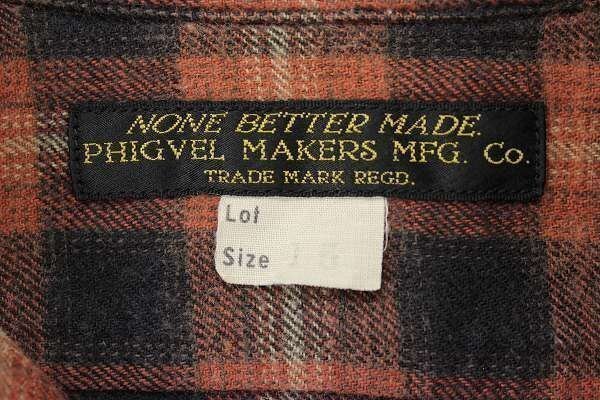 NONE BETTER MADE.
PHIGVEL MAKERS MFG. Co.
TRADE MARK REGD.
Lot
Size